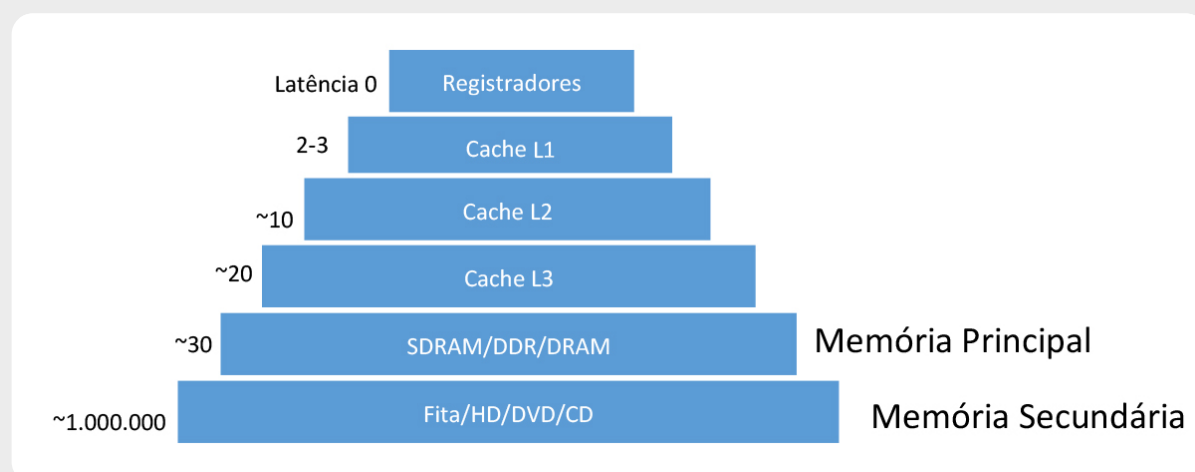 Latência 0 Registradores
2-3 Cache L1
~10 Cache L2
~20 Cache L3
~30 SDRAM/DDR/DRAM Memória Principal
~1.000.000 Fita/HD/DVD/CD Memória Secundária